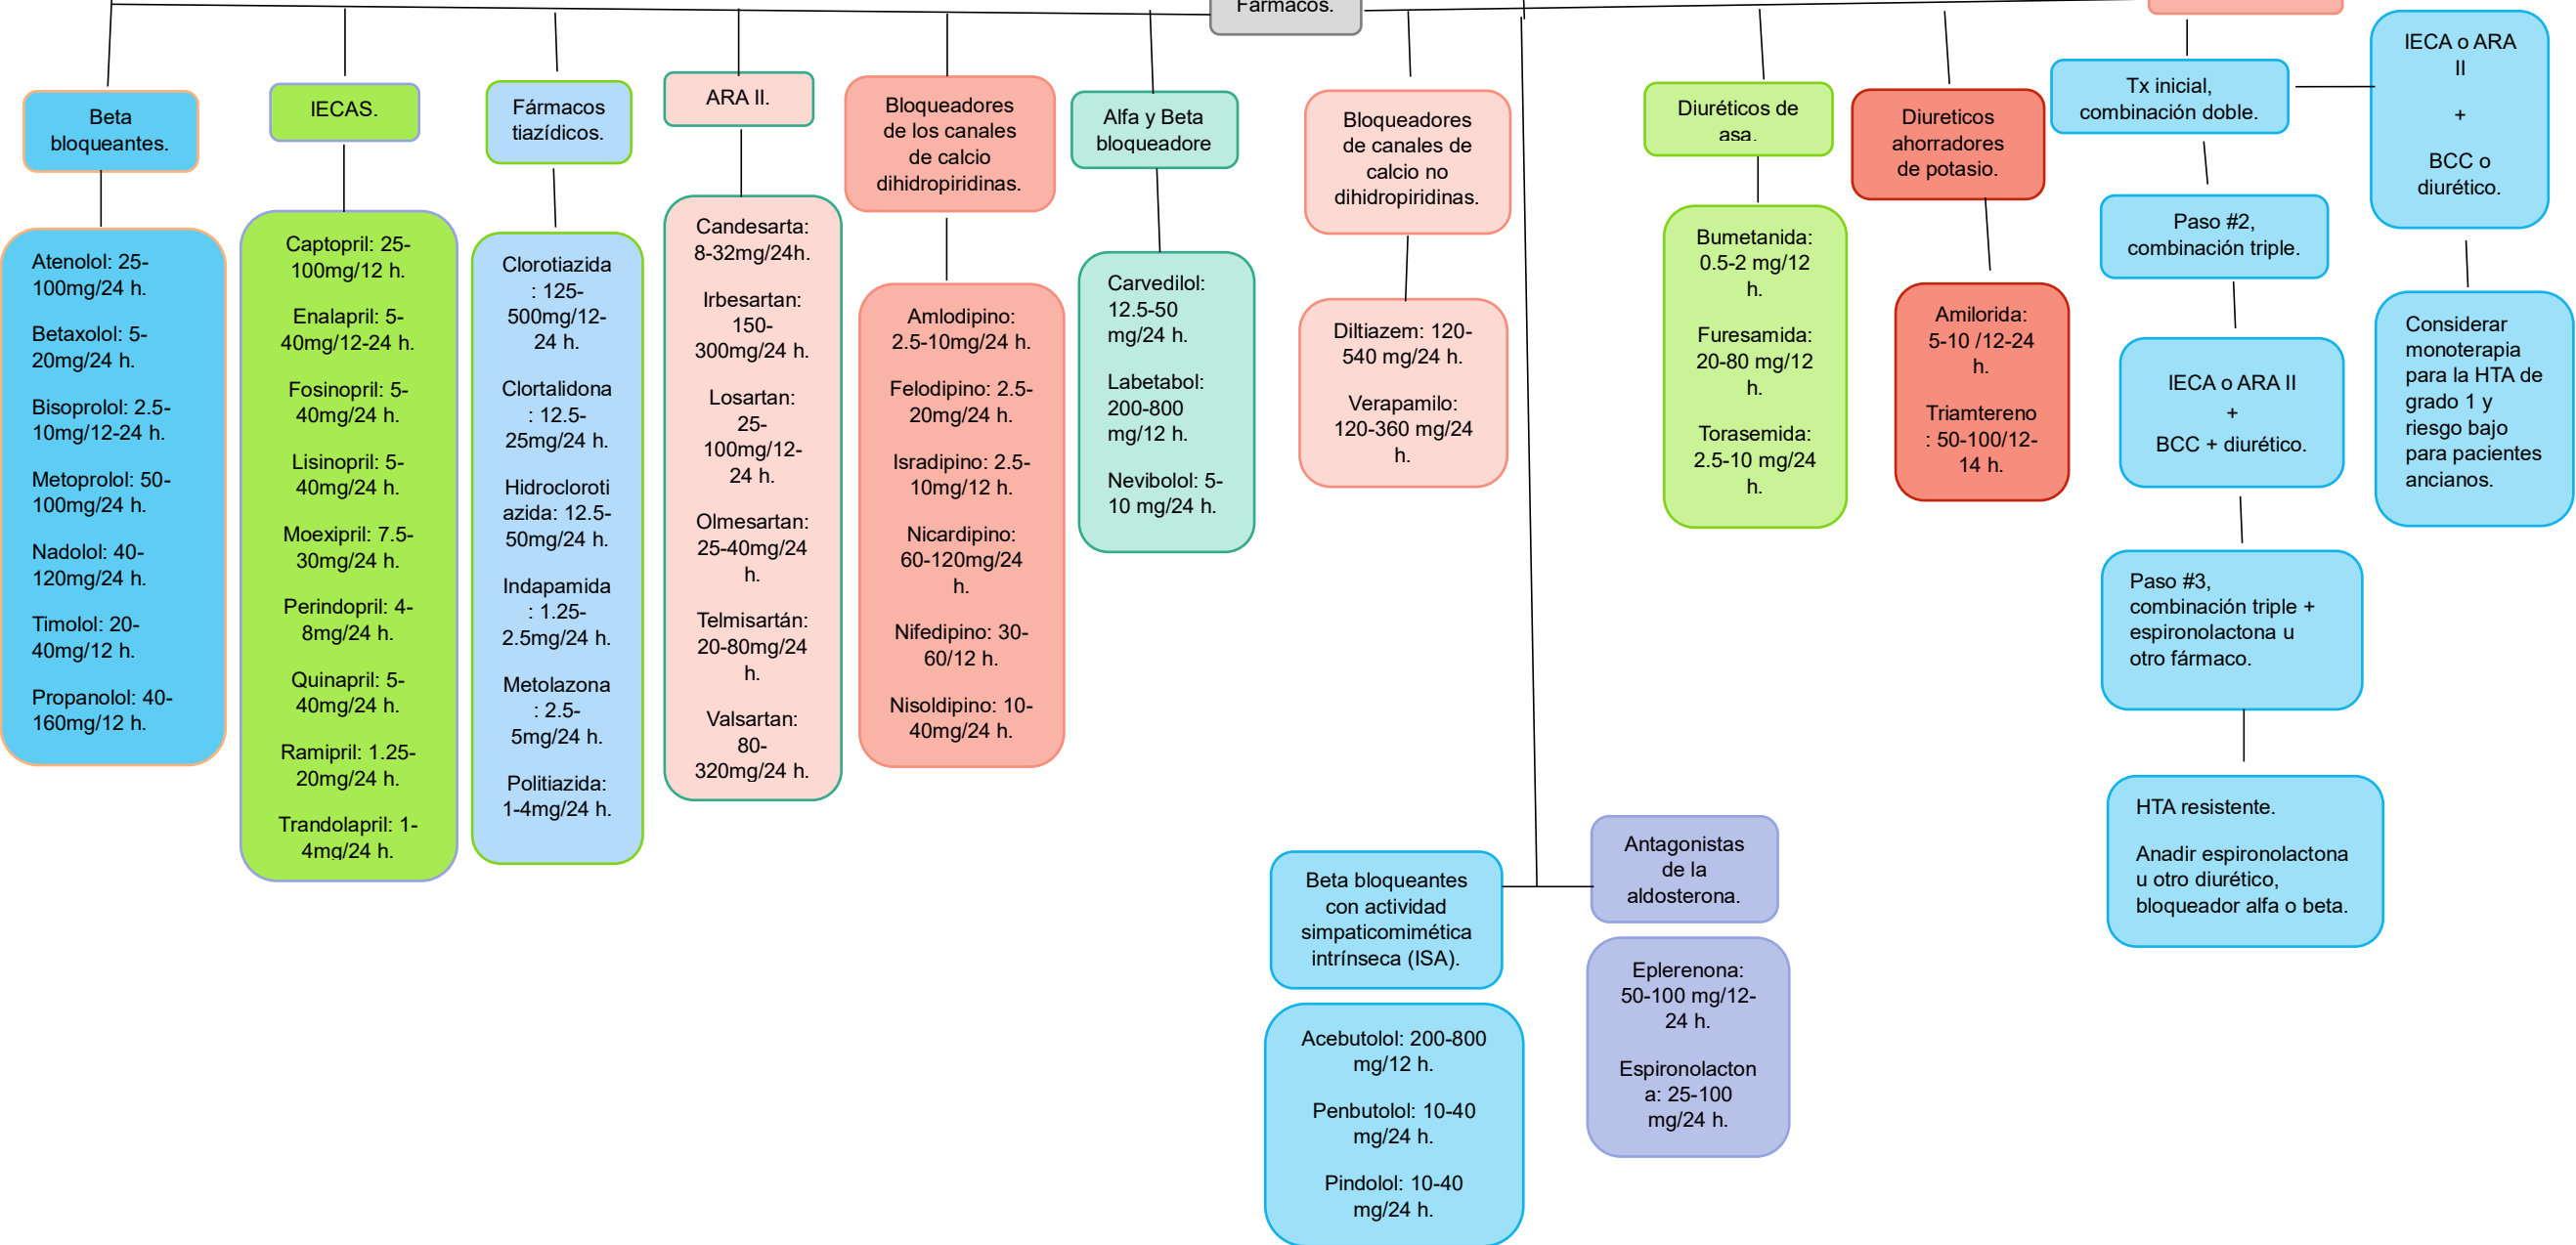 Fármacos.
Beta
bloqueantes.
Atenolol: 25-
100mg/24 h.
Betaxolol: 5-
20mg/24 h.
Bisoprolol: 2.5-
10mg/12-24 h.
Metoprolol: 50-
100mg/24 h.
Nadolol: 40-
120mg/24 h.
Timolol: 20-
40mg/12 h.
Propanolol: 40-
160mg/12 h.
IECAS.
Captopril: 25-
100mg/12 h.
Enalapril: 5-
40mg/12-24 h.
Fosinopril: 5-
40mg/24 h.
Lisinopril: 5-
40mg/24 h.
Moexipril: 7.5-
30mg/24 h.
Perindopril: 4-
8mg/24 h.
Quinapril: 5-
40mg/24 h.
Ramipril: 1.25-
20mg/24 h.
Trandolapril: 1-
4mg/24 h.
Fármacos
tiazídicos.
Clorotiazida
: 125-
500mg/12-
24 h.
Clortalidona
: 12.5-
25mg/24 h.
Hidrocloroti
azida: 12.5-
50mg/24 h.
Indapamida
: 1.25-
2.5mg/24 h.
Metolazona
: 2.5-
5mg/24 h.
Politiazida:
1-4mg/24 h.
ARA II.
Candesarta:
8-32mg/24h.
Irbesartan:
150-
300mg/24 h.
Losartan:
25-
100mg/12-
24 h.
Olmesartan:
25-40mg/24
h.
Telmisartán:
20-80mg/24
h.
Valsartan:
80-
320mg/24 h.
Bloqueadores
de los canales
de calcio
dihidropiridinas.
Amlodipino:
2.5-10mg/24 h.
Felodipino: 2.5-
20mg/24 h.
Isradipino: 2.5-
10mg/12 h.
Nicardipino:
60-120mg/24
h.
Nifedipino: 30-
60/12 h.
Nisoldipino: 10-
40mg/24 h.
Alfa y Beta
bloqueadore
Carvedilol:
12.5-50
mg/24 h.
Labetabol:
200-800
mg/12 h.
Nevibolol: 5-
10 mg/24 h.
Bloqueadores
de canales de
calcio no
dihidropiridinas.
Diltiazem: 120-
540 mg/24 h.
Verapamilo:
120-360 mg/24
h.
Beta bloqueantes
con actividad
simpaticomimética
intrínseca (ISA).
Acebutolol: 200-800
mg/12 h.
Penbutolol: 10-40
mg/24 h.
Pindolol: 10-40
mg/24 h.
Antagonistas
de la
aldosterona.
Eplerenona:
50-100 mg/12-
24 h.
Espironolacton
a: 25-100
mg/24 h.
Diuréticos de
asa.
Bumetanida:
0.5-2 mg/12
h.
Furesamida:
20-80 mg/12
h.
Torasemida:
2.5-10 mg/24
h.
Diureticos
ahorradores
de potasio.
Amilorida:
5-10 /12-24
h.
Triamtereno
: 50-100/12-
14 h.
Tx inicial,
combinación doble.
Paso #2,
combinación triple.
IECA o ARA II
+
BCC + diurético.
Paso #3,
combinación triple +
espironolactona u
otro fármaco.
HTA resistente.
Anadir espironolactona
u otro diurético,
bloqueador alfa o beta.
IECA o ARA
II
+
BCC o
diurético.
Considerar
monoterapia
para la HTA de
grado 1 y
riesgo bajo
para pacientes
ancianos.